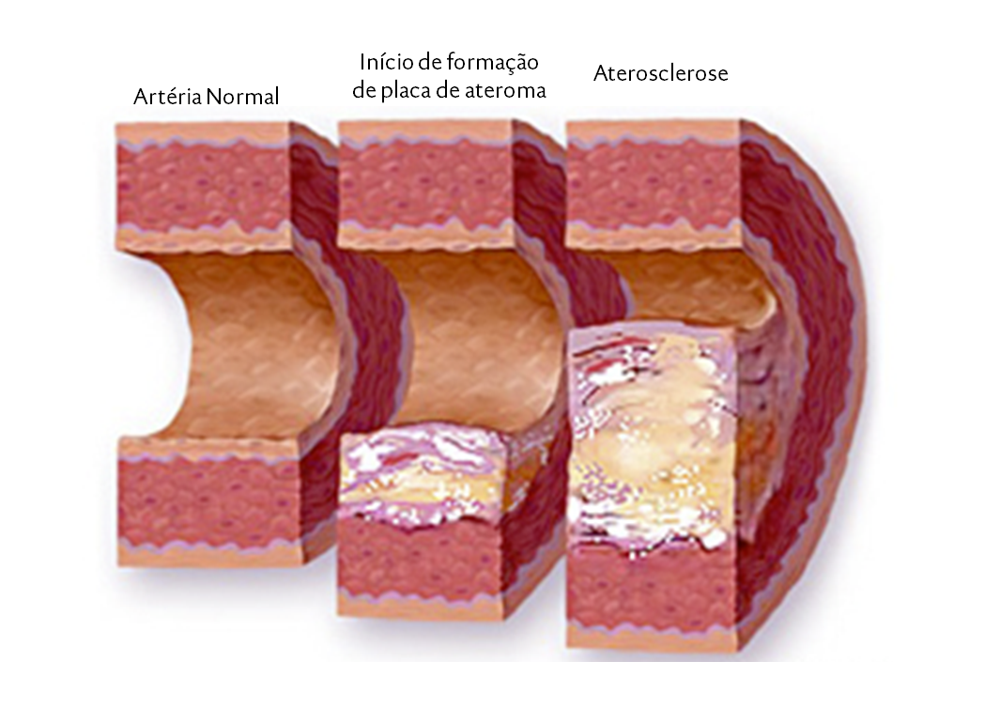 Artéria Normal
Início de formação
de placa de ateroma
Aterosclerose